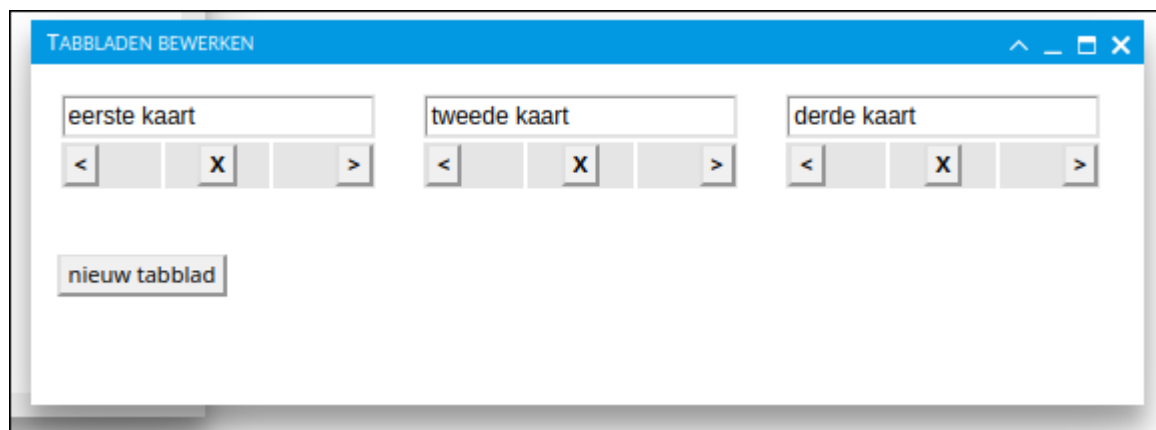 Tabbladen bewerken
eerste kaart tweede kaart derde kaart
< X > < X > < X >
nieuw tabblad